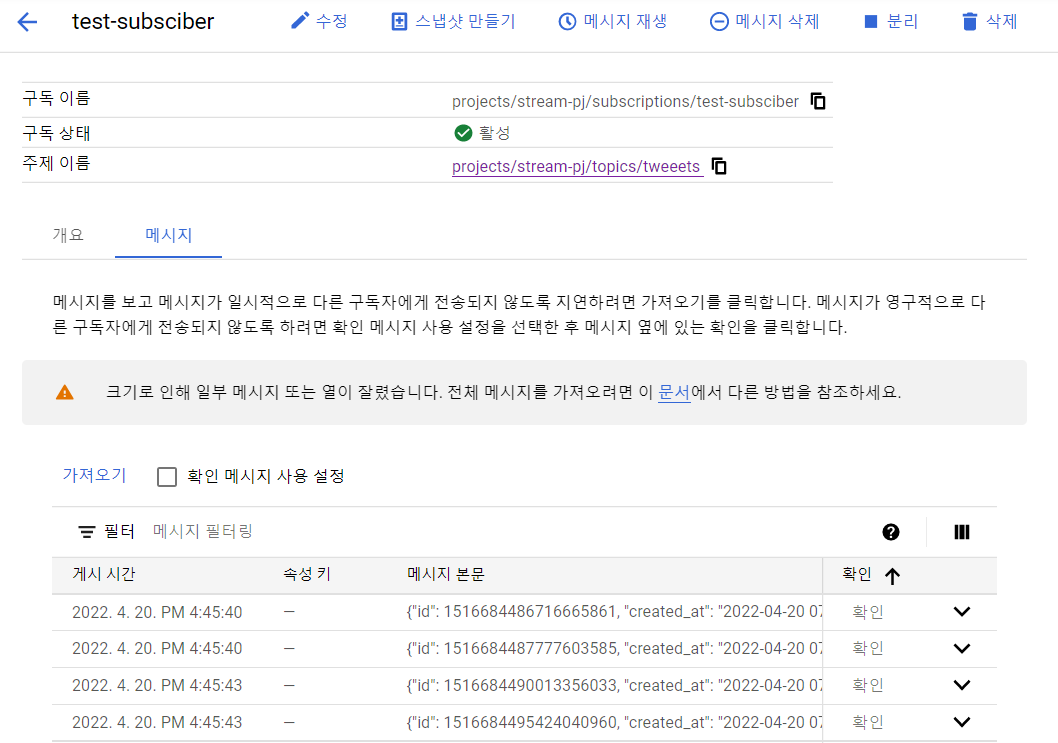 test-subsciber 수정 스냅샷 만들기 메시지 재생 메시지 삭제 분리 삭제
구독 이름 projects/stream-pj/subscriptions/test-subsciber
구독 상태 활성
주제 이름 projects/stream-pj/topics/tweeets
개요 메시지
메시지를 보고 메시지가 일시적으로 다른 구독자에게 전송되지 않도록 지연하려면 가져오기를 클릭합니다. 메시지가 영구적으로 다
른 구독자에게 전송되지 않도록 하려면 확인 메시지 사용 설정을 선택한 후 메시지 옆에 있는 확인을 클릭합니다.
크기로 인해 일부 메시지 또는 열이 잘렸습니다. 전체 메시지를 가져오려면 이 문서에서 다른 방법을 참조하세요.
가져오기 확인 메시지 사용 설정
필터 메시지 필터링
게시 시간 속성 키 메시지 본문 확인
2022. 4. 20. PM 4:45:40 — {"id": 1516684486716665861, "created_at": "2022-04-20 07 확인
2022. 4. 20. PM 4:45:40 — {"id": 1516684487777603585, "created_at": "2022-04-20 07 확인
2022. 4. 20. PM 4:45:43 — {"id": 1516684490013356033, "created_at": "2022-04-20 07 확인
2022. 4. 20. PM 4:45:43 — {"id": 1516684495424040960, "created_at": "2022-04-20 07 확인